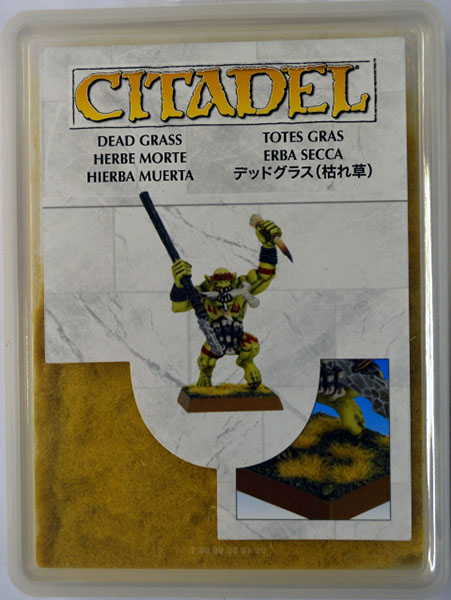 CITADEL
DEAD GRASS
HERBE MORTE
HIERBA MUERTA
TOTES GRAS
ERBA SECCA
デッドグラス(枯れ草)